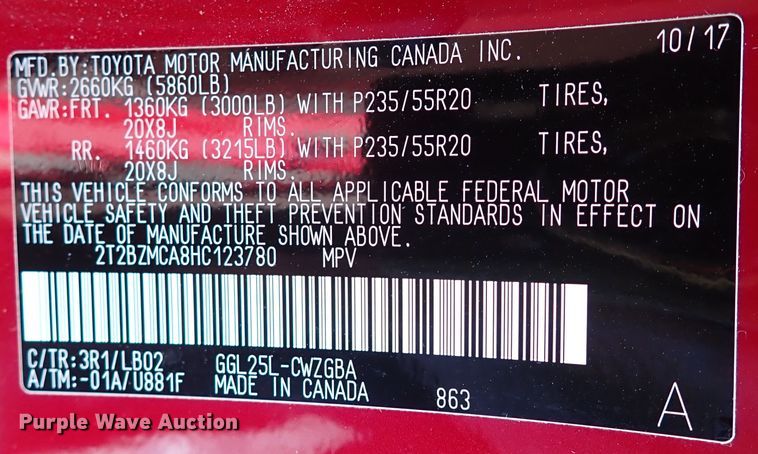 10/17
MFD.BY:TOYOTA MOTOR MANUFACTURING CANADA INC.
GVWR:2660KG (5860LB)
GAWR:FRT. 1360KG (3000LB) WITH P235/55R20 TIRES,
20X8J RIMS.
RR. 1460KG (3215LB) WITH P235/55R20 TIRES,
20X8J RIMS.
THIS VEHICLE CONFORMS TO ALL APPLICABLE FEDERAL MOTOR
VEHICLE SAFETY AND THEFT PREVENTION STANDARDS IN EFFECT ON
THE DATE OF MANUFACTURE SHOWN ABOVE.
2T2BZMCA8HC123780 MPV
C/TR:3R1/LB02 GGL25L-CWZGBA
A/TM:-01A/U881F MADE IN CANADA 863 A
Purple Wave Auction